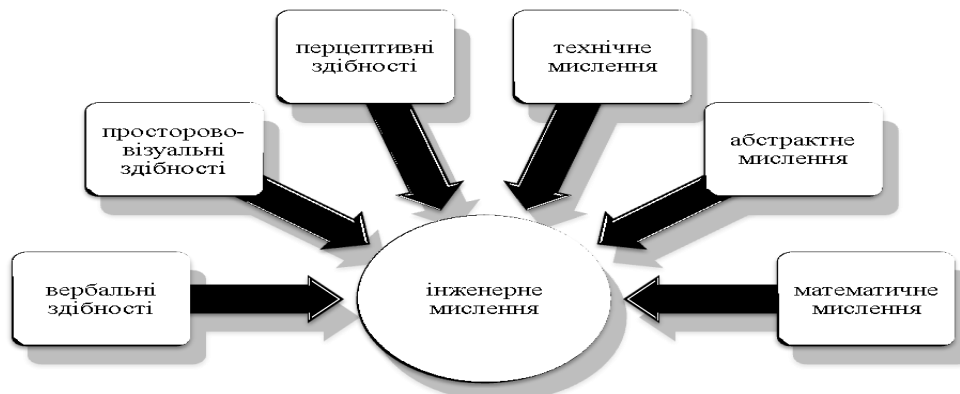 перцептивні
здібності
технічне
мислення
просторово-
візуальні
здібності
абстрактне
мислення
вербальні
здібності
інженерне
мислення
математичне
мислення